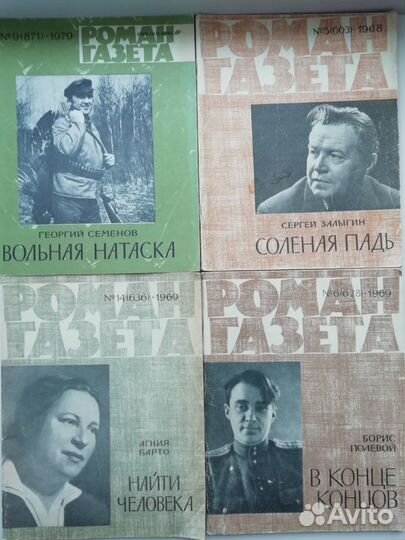 №9(871)·1979
РОМАН
ГАЗЕТА
ГЕОРГИЙ СЕМЕНОВ
ВОЛЬНАЯ НАТАСКА
№5(603)·1968
РОМАН
ГАЗЕТА
СЕРГЕЙ ЗАЛЫГИН
СОЛЕНАЯ ПАДЬ
РОМАН
№14(636)·1969
ГАЗЕТА
АГНИЯ
БАРТО
НАЙТИ
ЧЕЛОВЕКА
РОМАН
№6(628)·1969
ГАЗЕТА
БОРИС
ПОЛЕВОЙ
В КОНЦЕ
КОНЦОВ
Avito